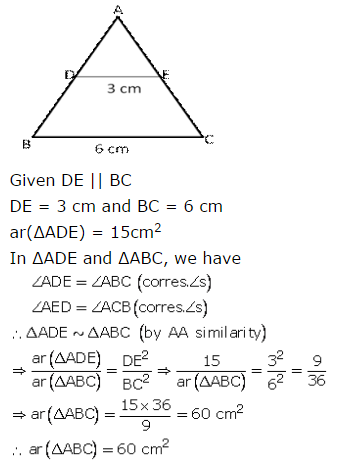 A
D E
3 cm
B C
6 cm
Given DE || BC
DE = 3 cm and BC = 6 cm
ar(ΔADE) = 15cm²
In ΔADE and ΔABC, we have
∠ADE = ∠ABC (corres.∠s)
∠AED = ∠ACB(corres.∠s)
∴ ΔADE ~ ΔABC (by AA similarity)
⇒ ar(ΔADE)/ar(ΔABC) = DE²/BC² ⇒ 15/ar(ΔABC) = 3²/6² = 9/36
⇒ ar(ΔABC) = 15×36/9 = 60 cm²
∴ ar(ΔABC) = 60 cm²